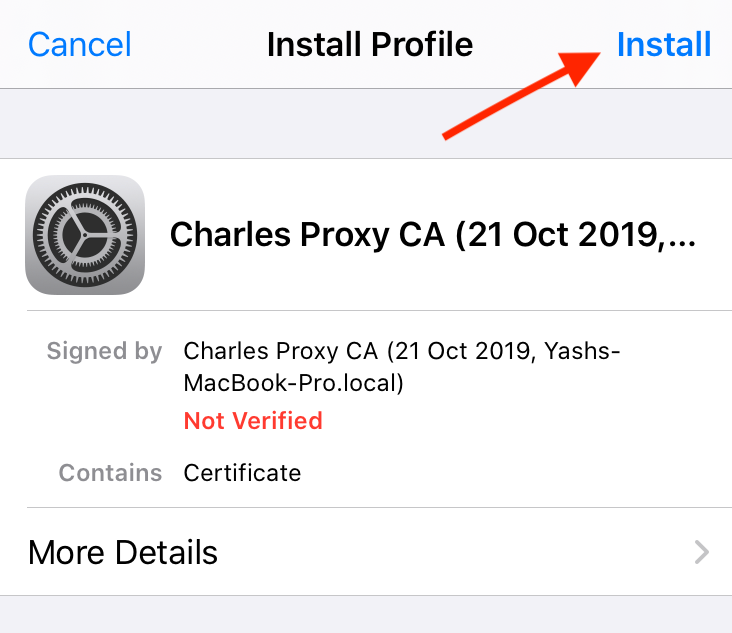 Cancel Install Profile Install
Charles Proxy CA (21 Oct 2019,...
Signed by Charles Proxy CA (21 Oct 2019, Yashs-
MacBook-Pro.local)
Not Verified
Contains Certificate
More Details